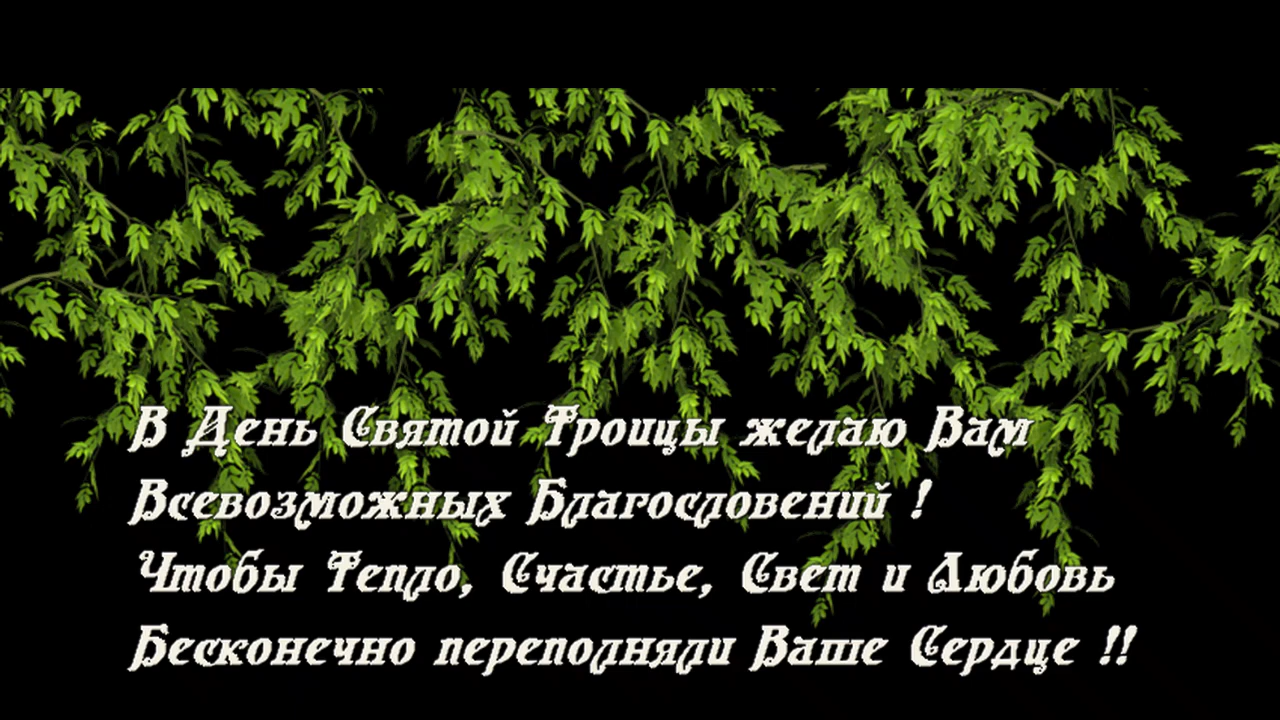 В День Святой Троицы желаю Вам
Всевозможных Благословений !
Чтобы Тепло, Счастье, Свет и Любовь
Бесконечно переполняли Ваше Сердце !!